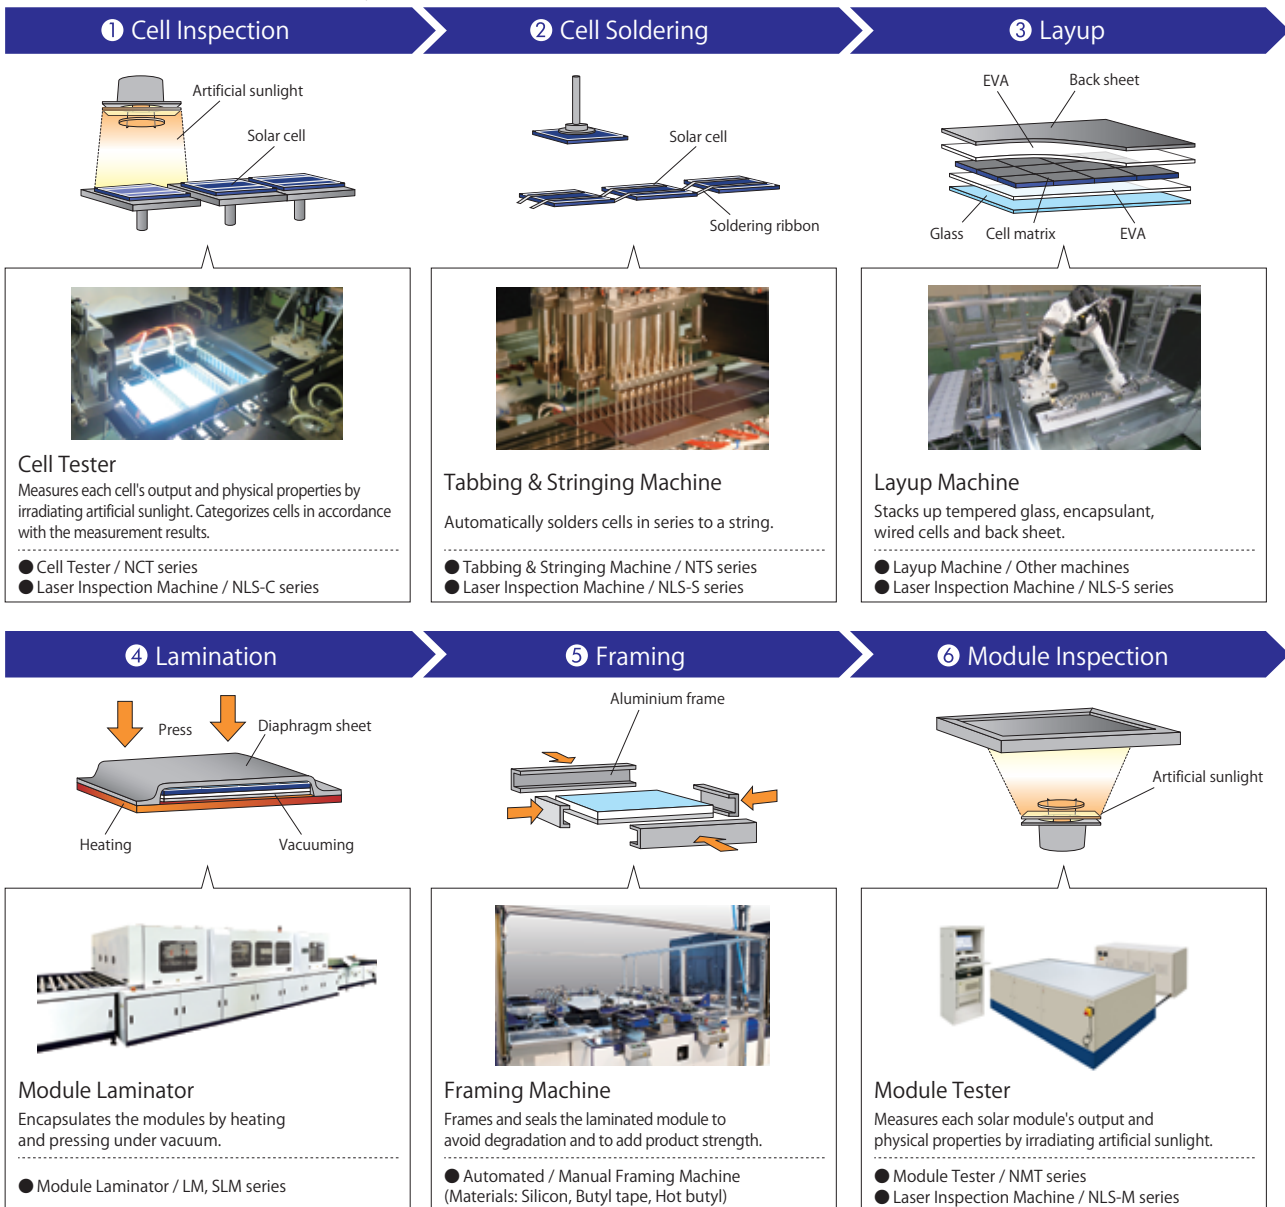 1 Cell Inspection
2 Cell Soldering
3 Layup
Artificial sunlight
Solar cell
Solar cell
Soldering ribbon
EVA
Back sheet
Glass
Cell matrix
EVA
Cell Tester
Measures each cell's output and physical properties by
irradiating artificial sunlight. Categorizes cells in accordance
with the measurement results.
● Cell Tester / NCT series
● Laser Inspection Machine / NLS-C series
Tabbing & Stringing Machine
Automatically solders cells in series to a string.
● Tabbing & Stringing Machine / NTS series
● Laser Inspection Machine / NLS-S series
Layup Machine
Stacks up tempered glass, encapsulant,
wired cells and back sheet.
● Layup Machine / Other machines
● Laser Inspection Machine / NLS-S series
4 Lamination
5 Framing
6 Module Inspection
Press
Diaphragm sheet
Heating
Vacuuming
Aluminium frame
Artificial sunlight
Module Laminator
Encapsulates the modules by heating
and pressing under vacuum.
● Module Laminator / LM, SLM series
Framing Machine
Frames and seals the laminated module to
avoid degradation and to add product strength.
● Automated / Manual Framing Machine
(Materials: Silicon, Butyl tape, Hot butyl)
Module Tester
Measures each solar module's output and
physical properties by irradiating artificial sunlight.
● Module Tester / NMT series
● Laser Inspection Machine / NLS-M series